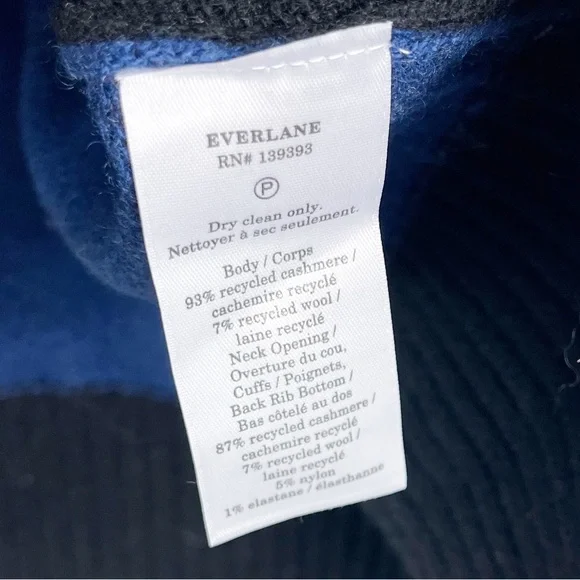 EVERLANE
RN# 139393
P
Dry clean only.
Nettoyer à sec seulement.
Body / Corps
93% recycled cashmere /
cachemire recyclé
7% recycled wool /
laine recyclé
Neck Opening /
Overture du cou,
Cuffs / Poignets,
Back Rib Bottom /
Bas côtelé au dos
87% recycled cashmere /
cachemire recyclé
7% recycled wool /
laine recyclé
5% nylon
1% elastane / élasthanne